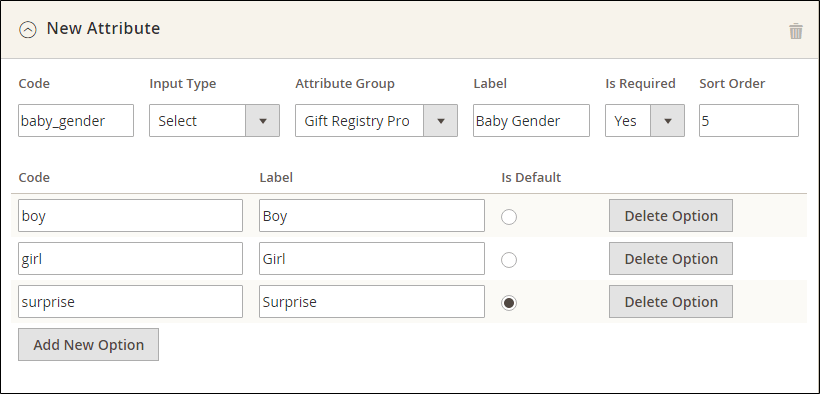 New Attribute
Code Input Type Attribute Group Label Is Required Sort Order
baby_gender Select Gift Registry Pro Baby Gender Yes 5
Code Label Is Default
boy Boy Delete Option
girl Girl Delete Option
surprise Surprise Delete Option
Add New Option